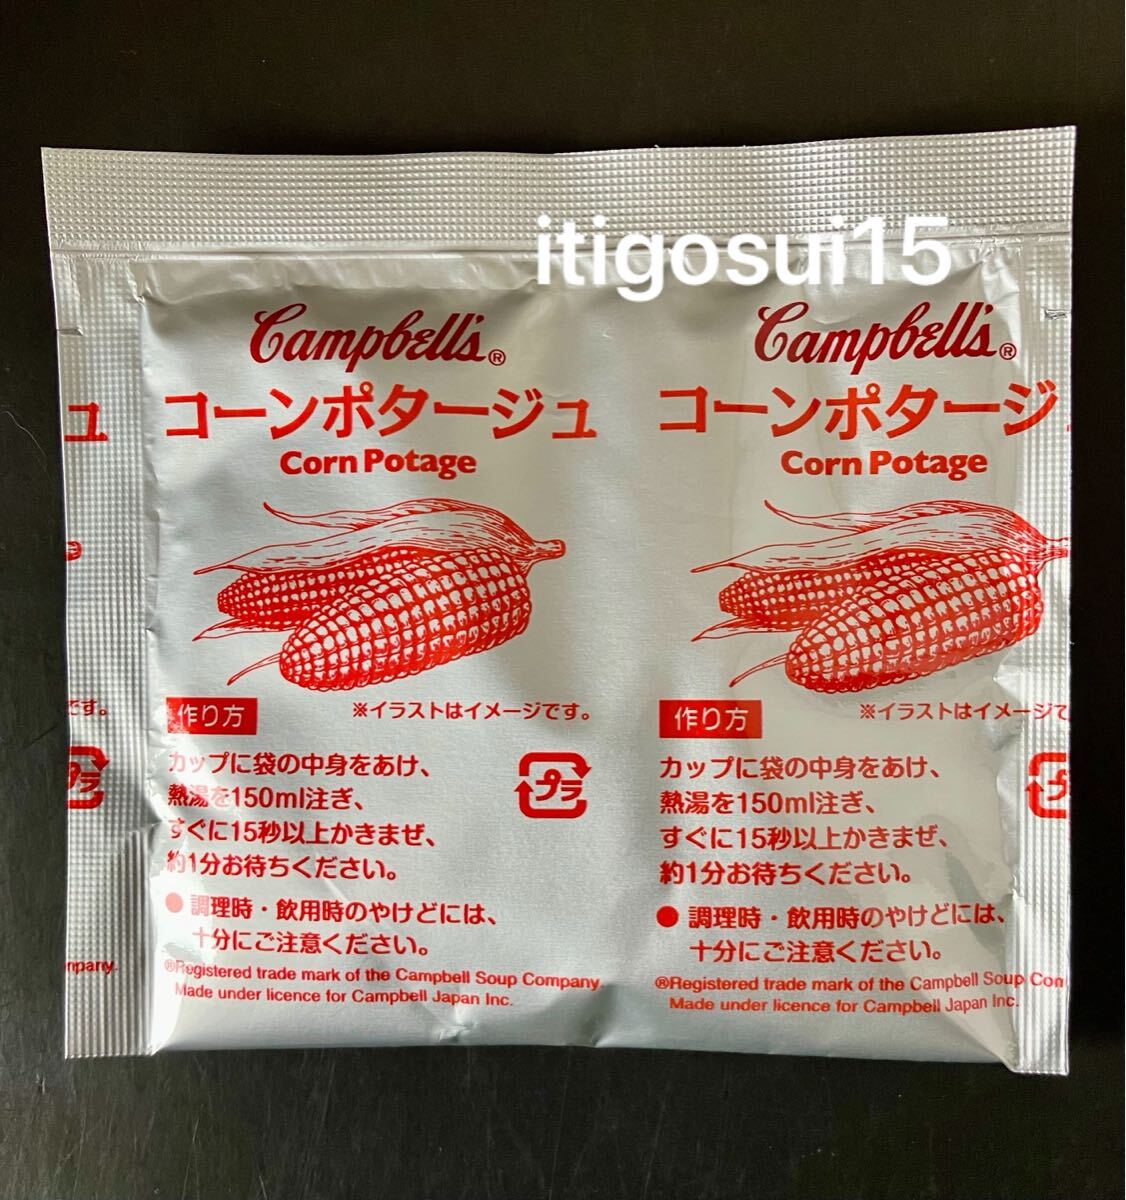 itigosui15
Campbell's®
コーンポタージュ
Corn Potage
作り方
※イラストはイメージです。
カップに袋の中身をあけ、
熱湯を150ml注ぎ、
すぐに15秒以上かきまぜ、
約1分お待ちください。
プラ
● 調理時・飲用時のやけどには、
十分にご注意ください。
®Registered trade mark of the Campbell Soup Company.
Made under licence for Campbell Japan Inc.
Campbell's®
コーンポタージ
Corn Potage
作り方
※イラストはイメージで
カップに袋の中身をあけ、
熱湯を150ml注ぎ、
すぐに15秒以上かきまぜ、
約1分お待ちください。
プ
● 調理時・飲用時のやけどには、
十分にご注意ください。
®Registered trade mark of the Campbell Soup Com
Made under licence for Campbell Japan Inc.
ュ
です。
プラ
mpany.